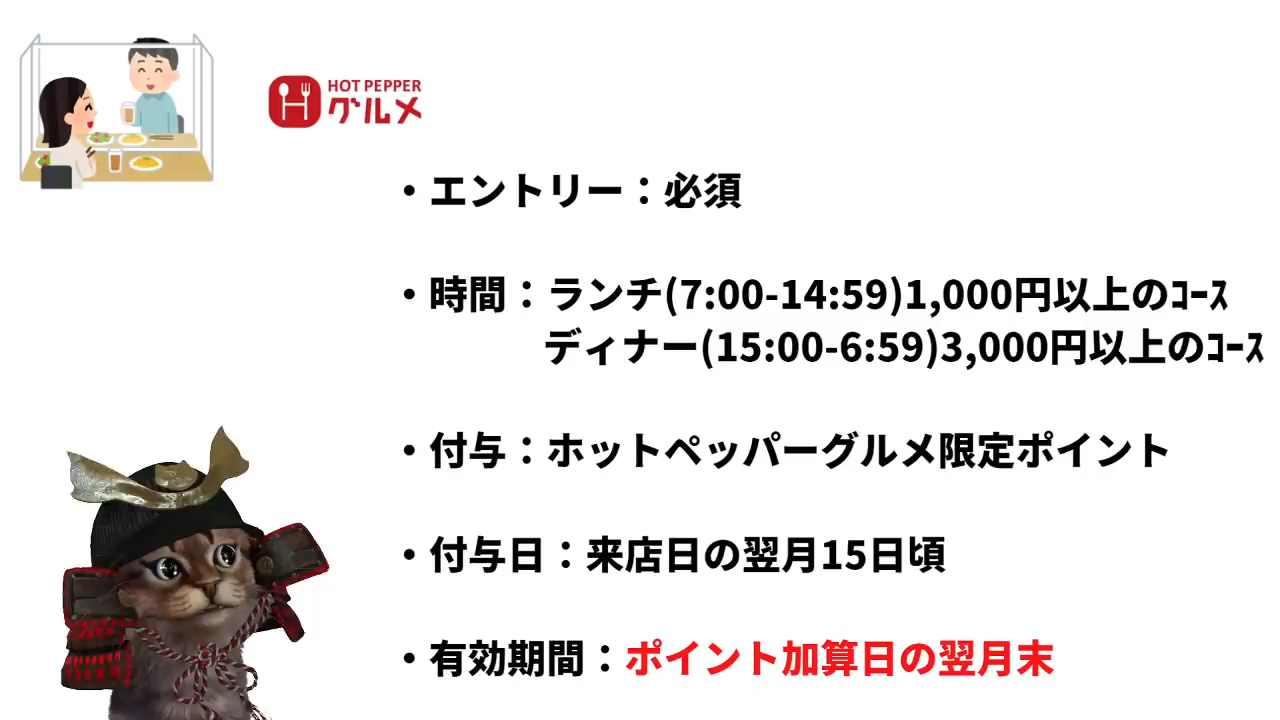 HOT PEPPER
グルメ
・エントリー：必須
・時間：ランチ(7:00-14:59)1,000円以上のｺｰｽ
ディナー(15:00-6:59)3,000円以上のｺｰｽ
・付与：ホットペッパーグルメ限定ポイント
・付与日：来店日の翌月15日頃
・有効期間：ポイント加算日の翌月末